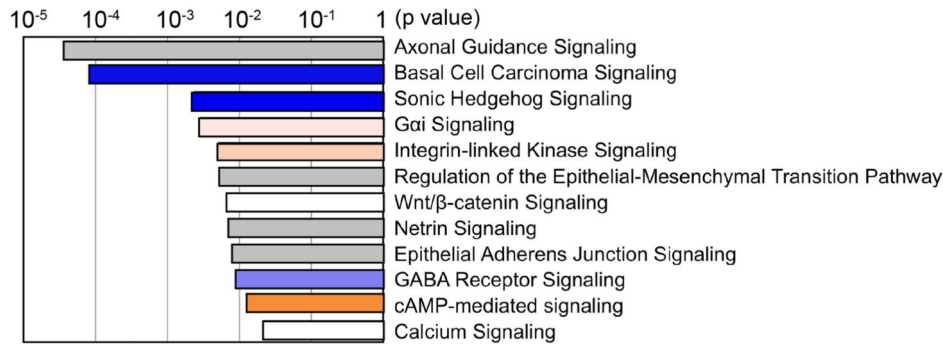 10⁻⁵ 10⁻⁴ 10⁻³ 10⁻² 10⁻¹ 1 (p value)
Axonal Guidance Signaling
Basal Cell Carcinoma Signaling
Sonic Hedgehog Signaling
Gαi Signaling
Integrin-linked Kinase Signaling
Regulation of the Epithelial-Mesenchymal Transition Pathway
Wnt/β-catenin Signaling
Netrin Signaling
Epithelial Adherens Junction Signaling
GABA Receptor Signaling
cAMP-mediated signaling
Calcium Signaling